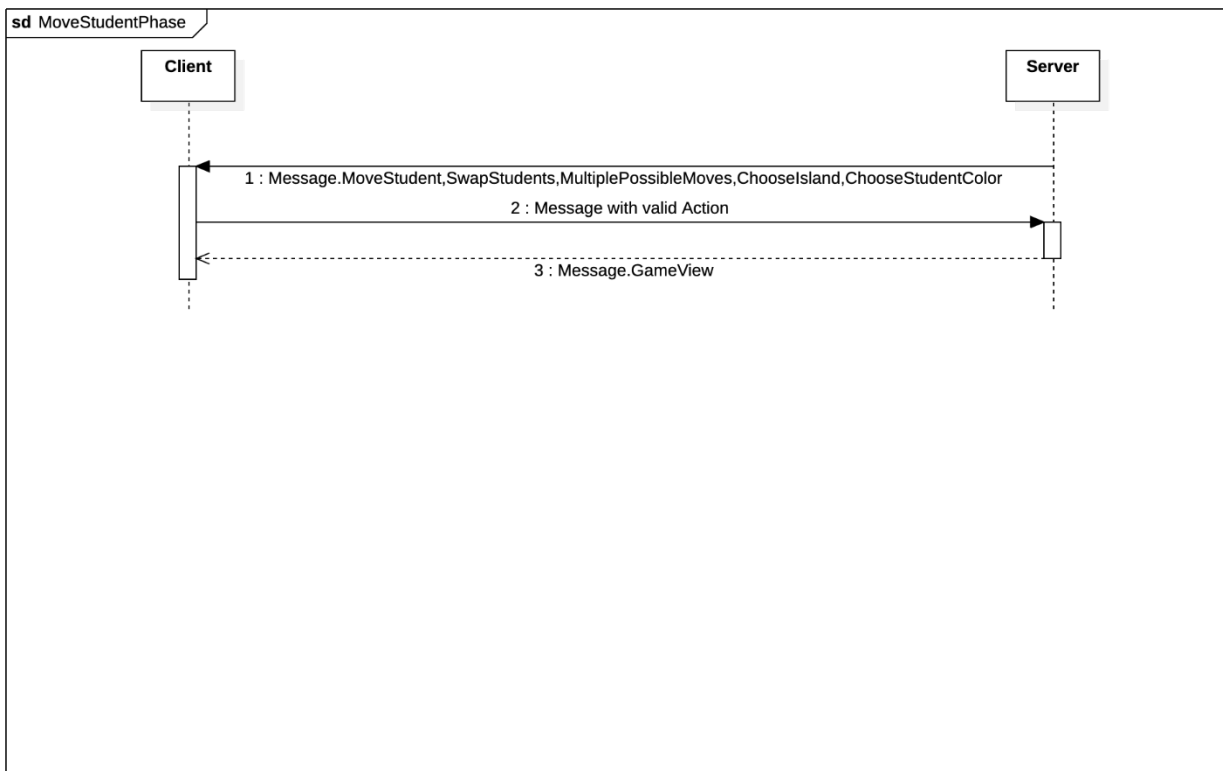 sd MoveStudentPhase
Client
Server
1 : Message.MoveStudent,SwapStudents,MultiplePossibleMoves,ChooseIsland,ChooseStudentColor
2 : Message with valid Action
3 : Message.GameView